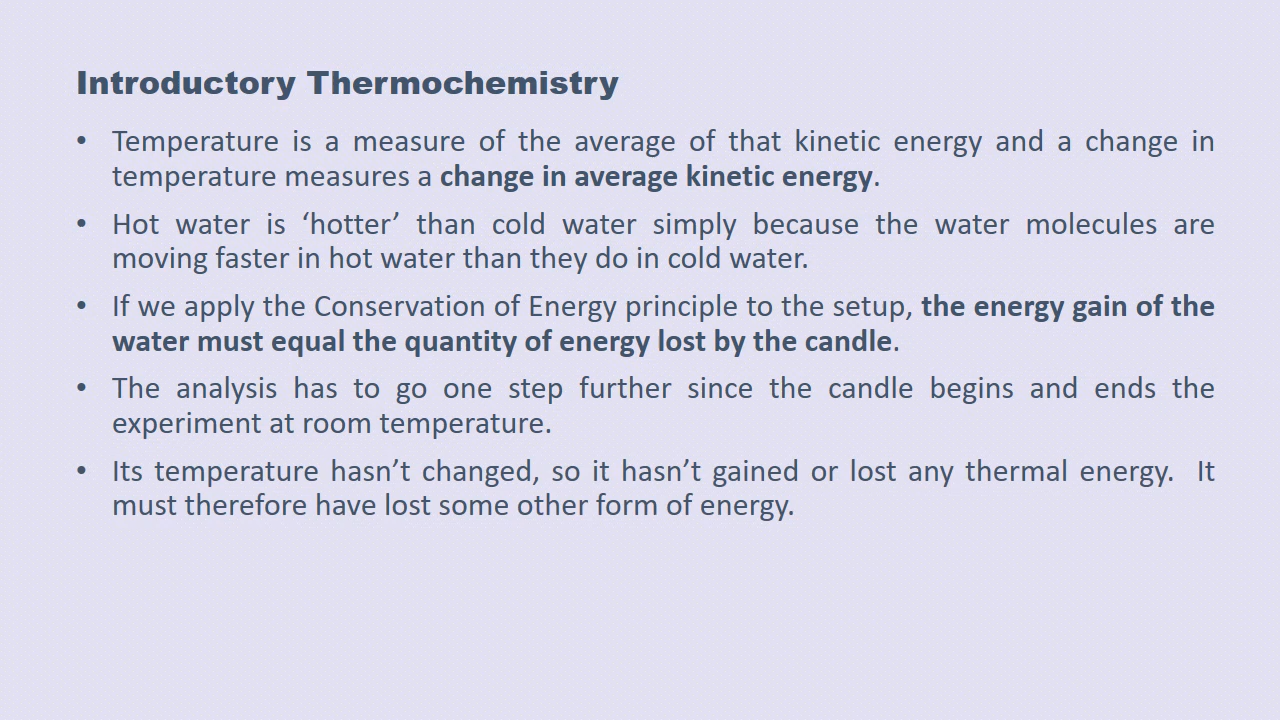 Introductory Thermochemistry
• Temperature is a measure of the average of that kinetic energy and a change in
temperature measures a change in average kinetic energy.
• Hot water is ‘hotter’ than cold water simply because the water molecules are
moving faster in hot water than they do in cold water.
• If we apply the Conservation of Energy principle to the setup, the energy gain of the
water must equal the quantity of energy lost by the candle.
• The analysis has to go one step further since the candle begins and ends the
experiment at room temperature.
• Its temperature hasn’t changed, so it hasn’t gained or lost any thermal energy.  It
must therefore have lost some other form of energy.